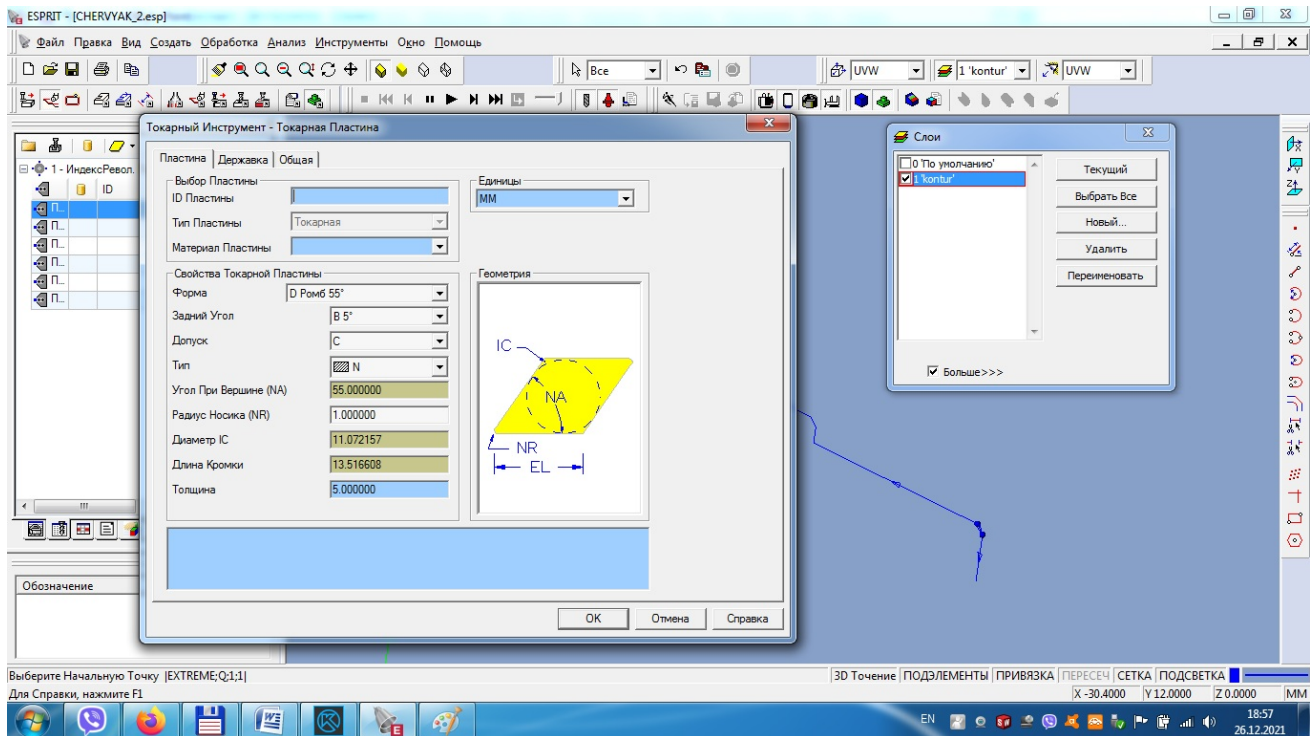 ESPRIT - [CHERVYAK_2.esp]
Файл Правка Вид Создать Обработка Анализ Инструменты Окно Помощь
Все
UVW
1 'kontur'
UVW
Токарный Инструмент - Токарная Пластина
Пластина Державка Общая
Выбор Пластины
ID Пластины
Тип Пластины Токарная
Материал Пластины
Единицы
MM
Свойства Токарной Пластины
Форма D Ромб 55°
Задний Угол B 5°
Допуск C
Тип N
Угол При Вершине (NA) 55.000000
Радиус Носика (NR) 1.000000
Диаметр IC 11.072157
Длина Кромки 13.516608
Толщина 5.000000
Геометрия
IC
NA
NR
EL
OK Отмена Справка
1 - ИндексРевол.
ID
П...
П...
П...
П...
П...
П...
Обозначение
Слои
0 'По умолчанию'
1 'kontur'
Текущий
Выбрать Все
Новый...
Удалить
Переименовать
Больше>>>
Выберите Начальную Точку |EXTREME;Q;1;1|
3D Точение ПОДЭЛЕМЕНТЫ ПРИВЯЗКА ПЕРЕСЕЧ СЕТКА ПОДСВЕТКА
Для Справки, нажмите F1
X -30.4000 Y 12.0000 Z 0.0000 MM
EN
18:57
26.12.2021